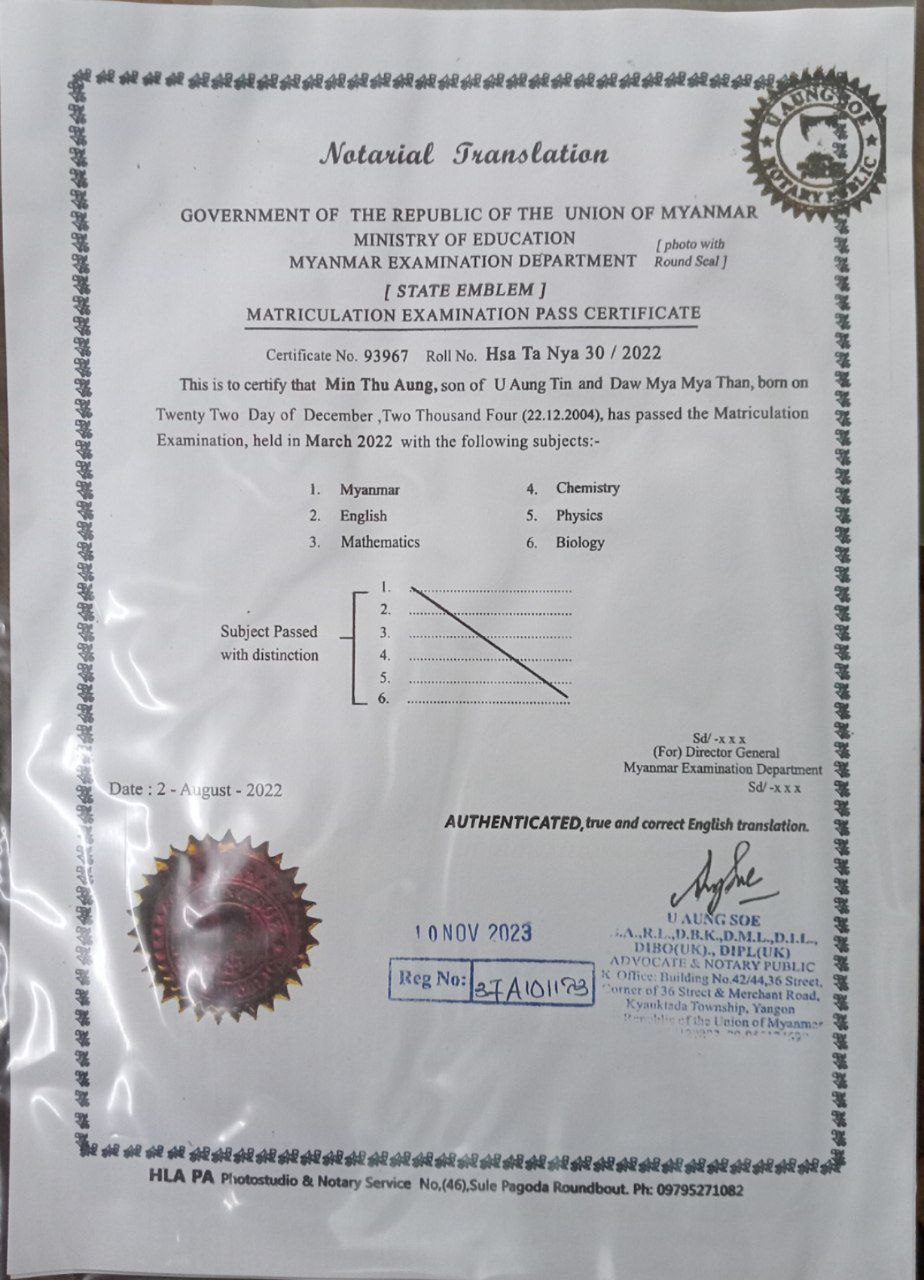 U AUNG SOE
NOTARY PUBLIC
Notarial Translation
GOVERNMENT OF THE REPUBLIC OF THE UNION OF MYANMAR
MINISTRY OF EDUCATION
[ photo with
MYANMAR EXAMINATION DEPARTMENT Round Seal ]
[ STATE EMBLEM ]
MATRICULATION EXAMINATION PASS CERTIFICATE
Certificate No. 93967 Roll No. Hsa Ta Nya 30 / 2022
This is to certify that Min Thu Aung, son of U Aung Tin and Daw Mya Mya Than, born on
Twenty Two Day of December ,Two Thousand Four (22.12.2004), has passed the Matriculation
Examination, held in March 2022 with the following subjects:-
1. Myanmar 4. Chemistry
2. English 5. Physics
3. Mathematics 6. Biology
Subject Passed
with distinction
1. ....................................
2. ....................................
3. ....................................
4. ....................................
5. ....................................
6. ....................................
Sd/ -x x x
(For) Director General
Myanmar Examination Department
Sd/ -x x x
Date : 2 - August - 2022
AUTHENTICATED, true and correct English translation.
10 NOV 2023
Reg No: 37A101123
U AUNG SOE
.A.,R.L.,D.B.K.,D.M.L.,D.I.L.,
DIBO(UK)., DIPL(UK)
ADVOCATE & NOTARY PUBLIC
Office: Building No.42/44,36 Street,
Corner of 36 Street & Merchant Road,
Kyauktada Township, Yangon
Republic of the Union of Myanmar
HLA PA Photostudio & Notary Service No,(46),Sule Pagoda Roundbout. Ph: 09795271082